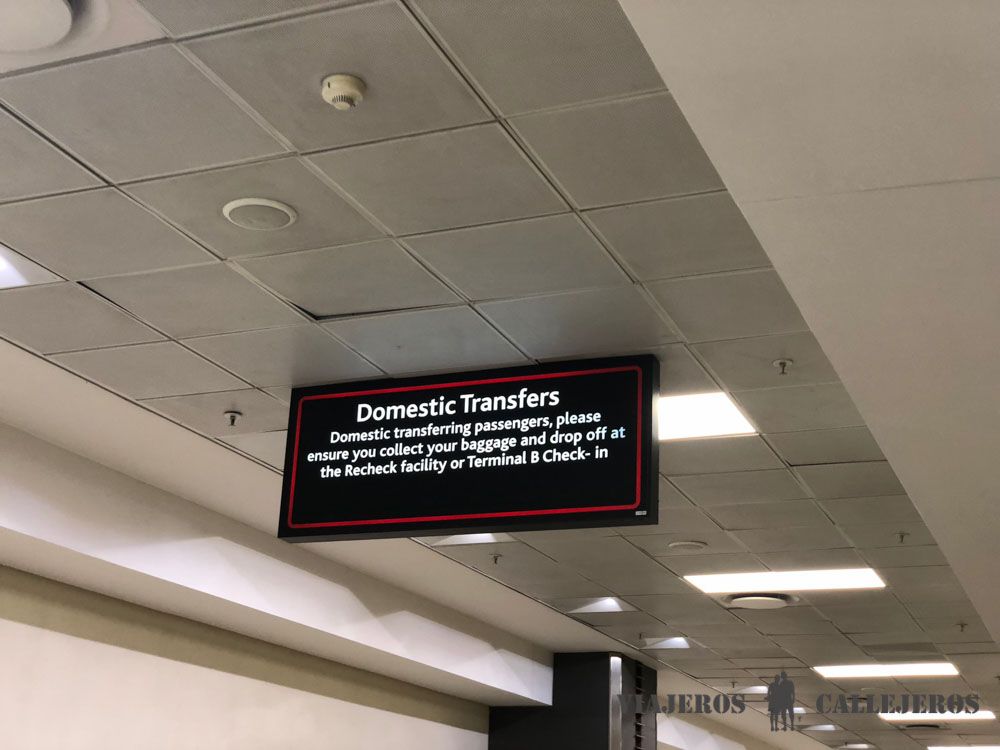 Domestic Transfers
Domestic transferring passengers, please
ensure you collect your baggage and drop off at
the Recheck facility or Terminal B Check- in
VIAJEROS CALLEJEROS